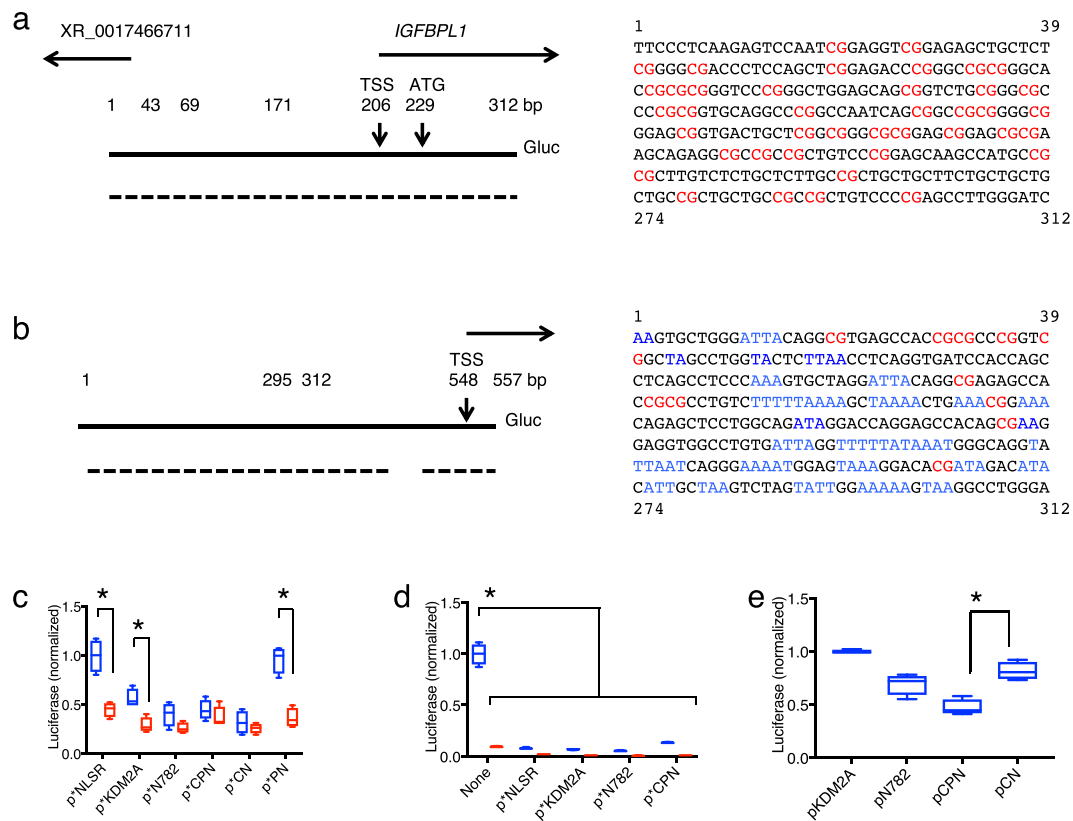 a
XR_0017466711
IGFBPL1
TSS ATG
1 43 69 171 206 229 312 bp
Gluc
1 39
TTCCCTCAAGAGTCCAATCGGAGGTCGGAGAGCTGCTCT
CGGGGCGACCCTCCAGCTCGGAGACCCGGGCCGCGGGCA
CCGCGCGGGTCCCGGGCTGGAGCAGCGGTCTGCGGGCGC
CCCGCGGTGCAGGCCCGGCCAATCAGCGGCCGCGGGGCG
GGAGCGGTGACTGCTCGGCGGGCGCGGAGCGGAGCGCGA
AGCAGAGGCGCCGCCGCTGTCCCGGAGCAAGCCATGCCG
CGCTTGTCTCTGCTCTTGCCGCTGCTGCTTCTGCTGCTG
CTGCCGCTGCTGCCGCCGCTGTCCCCGAGCCTTGGGATC
274 312
b
TSS
1 295 312 548 557 bp
Gluc
1 39
AAGTGCTGGGATTACAGGCGTGAGCCACCGCGCCCGGTC
GGCTAGCCTGGTACTCTTAACCTCAGGTGATCCACCAGC
CTCAGCCTCCCAAAGTGCTAGGATTACAGGCGAGAGCCA
CCGCGCCTGTCTTTTTAAAAGCTAAAACTGAAACGGAAA
CAGAGCTCCTGGCAGATAGGACCAGGAGCCACAGCGAAG
GAGGTGGCCTGTGATTAGGTTTTTATAAATGGGCAGGTA
TTAATCAGGGAAAATGGAGTAAAGGACACGATAGACATA
CATTGCTAAGTCTAGTATTGGAAAAAGTAAGGCCTGGGA
274 312
c
Luciferase (normalized)
*
*
*
1.5
1.0
0.5
0.0
p*NLSR
p*KDM2A
p*N782
p*CPN
p*CN
p*PN
d
Luciferase (normalized)
*
1.5
1.0
0.5
0.0
None
p*NLSR
p*KDM2A
p*N782
p*CPN
e
Luciferase (normalized)
*
1.5
1.0
0.5
0.0
pKDM2A
pN782
pCPN
pCN